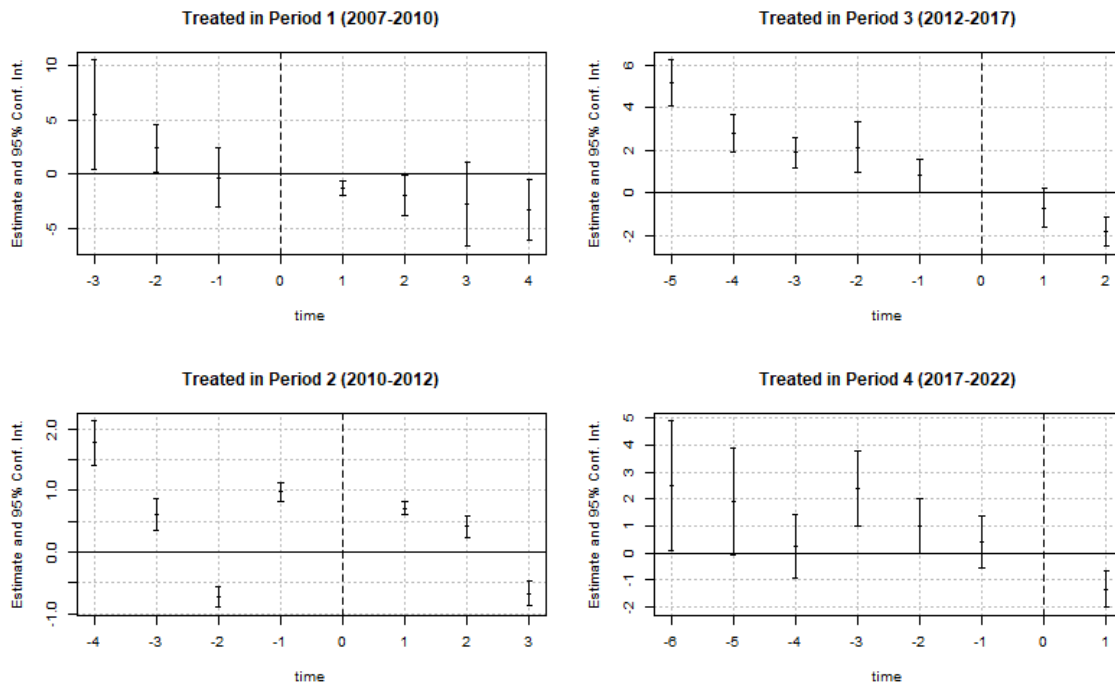 Treated in Period 1 (2007-2010)
Estimate and 95% Conf. Int.
10
5
0
-5
-3 -2 -1 0 1 2 3 4
time
Treated in Period 3 (2012-2017)
Estimate and 95% Conf. Int.
6
4
2
0
-2
-5 -4 -3 -2 -1 0 1 2
time
Treated in Period 2 (2010-2012)
Estimate and 95% Conf. Int.
2.0
1.0
0.0
-1.0
-4 -3 -2 -1 0 1 2 3
time
Treated in Period 4 (2017-2022)
Estimate and 95% Conf. Int.
5
4
3
2
1
0
-1
-2
-6 -5 -4 -3 -2 -1 0 1
time